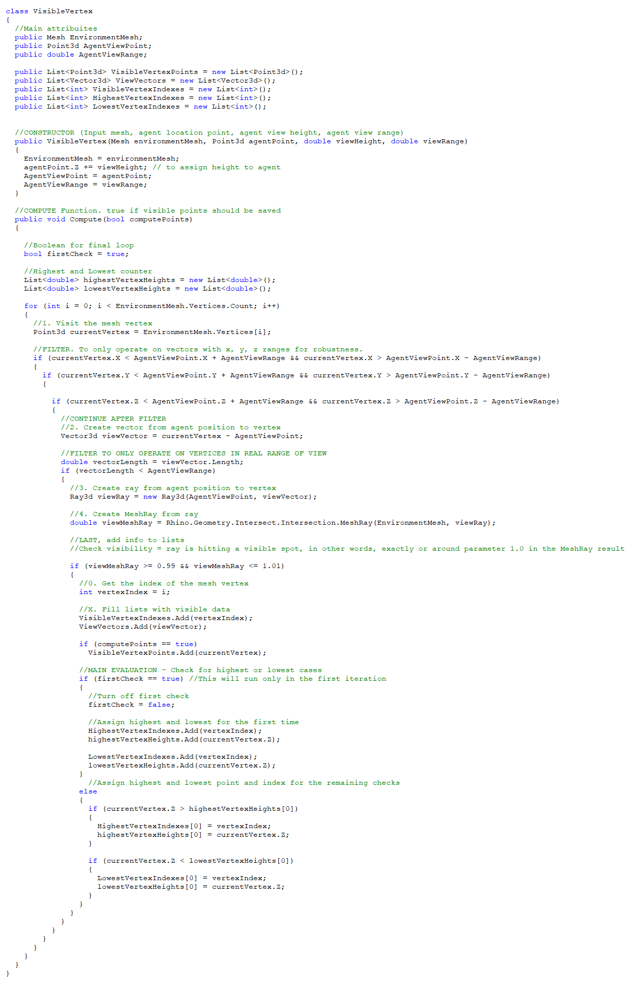 class VisibleVertex
{
//Main attribuites
public Mesh EnvironmentMesh;
public Point3d AgentViewPoint;
public double AgentViewRange;
public List<Point3d> VisibleVertexPoints = new List<Point3d>();
public List<Vector3d> ViewVectors = new List<Vector3d>();
public List<int> VisibleVertexIndexes = new List<int>();
public List<int> HighestVertexIndexes = new List<int>();
public List<int> LowestVertexIndexes = new List<int>();
//CONSTRUCTOR (Input mesh, agent location point, agent view height, agent view range)
public VisibleVertex(Mesh environmentMesh, Point3d agentPoint, double viewHeight, double viewRange)
{
EnvironmentMesh = environmentMesh;
agentPoint.Z += viewHeight; // to assign height to agent
AgentViewPoint = agentPoint;
AgentViewRange = viewRange;
}
//COMPUTE Function. true if visible points should be saved
public void Compute(bool computePoints)
{
//Boolean for final loop
bool firstCheck = true;
//Highest and Lowest counter
List<double> highestVertexHeights = new List<double>();
List<double> lowestVertexHeights = new List<double>();
for (int i = 0; i < EnvironmentMesh.Vertices.Count; i++)
{
//1. Visit the mesh vertex
Point3d currentVertex = EnvironmentMesh.Vertices[i];
//FILTER. To only operate on vectors with x, y, z ranges for robustness.
if (currentVertex.X < AgentViewPoint.X + AgentViewRange && currentVertex.X > AgentViewPoint.X - AgentViewRange)
{
if (currentVertex.Y < AgentViewPoint.Y + AgentViewRange && currentVertex.Y > AgentViewPoint.Y - AgentViewRange)
{
if (currentVertex.Z < AgentViewPoint.Z + AgentViewRange && currentVertex.Z > AgentViewPoint.Z - AgentViewRange)
{
//CONTINUE AFTER FILTER
//2. Create vector from agent position to vertex
Vector3d viewVector = currentVertex - AgentViewPoint;
//FILTER TO ONLY OPERATE ON VERTICES IN REAL RANGE OF VIEW
double vectorLength = viewVector.Length;
if (vectorLength < AgentViewRange)
{
//3. Create ray from agent position to vertex
Ray3d viewRay = new Ray3d(AgentViewPoint, viewVector);
//4. Create MeshRay from ray
double viewMeshRay = Rhino.Geometry.Intersect.Intersection.MeshRay(EnvironmentMesh, viewRay);
//LAST, add info to lists
//Check visibility = ray is hitting a visible spot, in other words, exactly or around parameter 1.0 in the MeshRay result
if (viewMeshRay >= 0.99 && viewMeshRay <= 1.01)
{
//0. Get the index of the mesh vertex
int vertexIndex = i;
//X. Fill lists with visible data
VisibleVertexIndexes.Add(vertexIndex);
ViewVectors.Add(viewVector);
if (computePoints == true)
VisibleVertexPoints.Add(currentVertex);
//MAIN EVALUATION - Check for highest or lowest cases
if (firstCheck == true) //This will run only in the first iteration
{
//Turn off first check
firstCheck = false;
//Assign highest and lowest for the first time
HighestVertexIndexes.Add(vertexIndex);
highestVertexHeights.Add(currentVertex.Z);
LowestVertexIndexes.Add(vertexIndex);
lowestVertexHeights.Add(currentVertex.Z);
}
//Assign highest and lowest point and index for the remaining checks
else
{
if (currentVertex.Z > highestVertexHeights[0])
{
HighestVertexIndexes[0] = vertexIndex;
highestVertexHeights[0] = currentVertex.Z;
}
if (currentVertex.Z < lowestVertexHeights[0])
{
LowestVertexIndexes[0] = vertexIndex;
lowestVertexHeights[0] = currentVertex.Z;
}
}
}
}
}
}
}
}
}
}